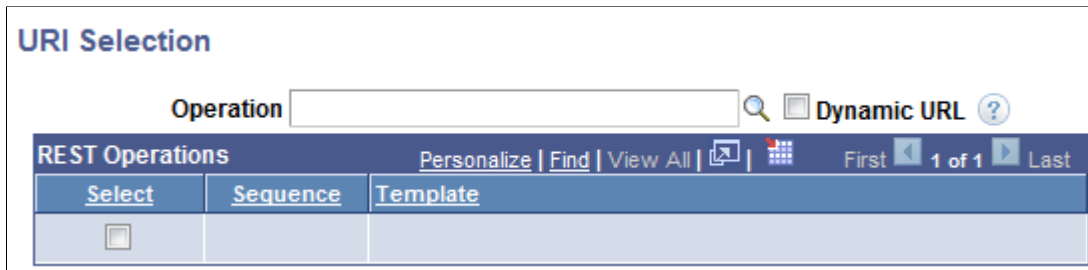 URI Selection
Operation Dynamic URL ?
REST Operations Personalize | Find | View All | | First 1 of 1 Last
Select Sequence Template